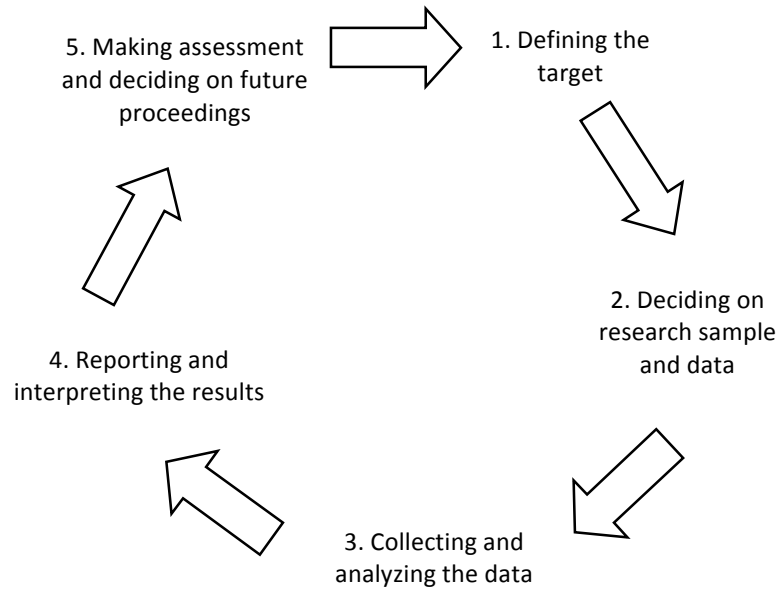 1. Defining the
target
2. Deciding on
research sample
and data
3. Collecting and
analyzing the data
4. Reporting and
interpreting the results
5. Making assessment
and deciding on future
proceedings